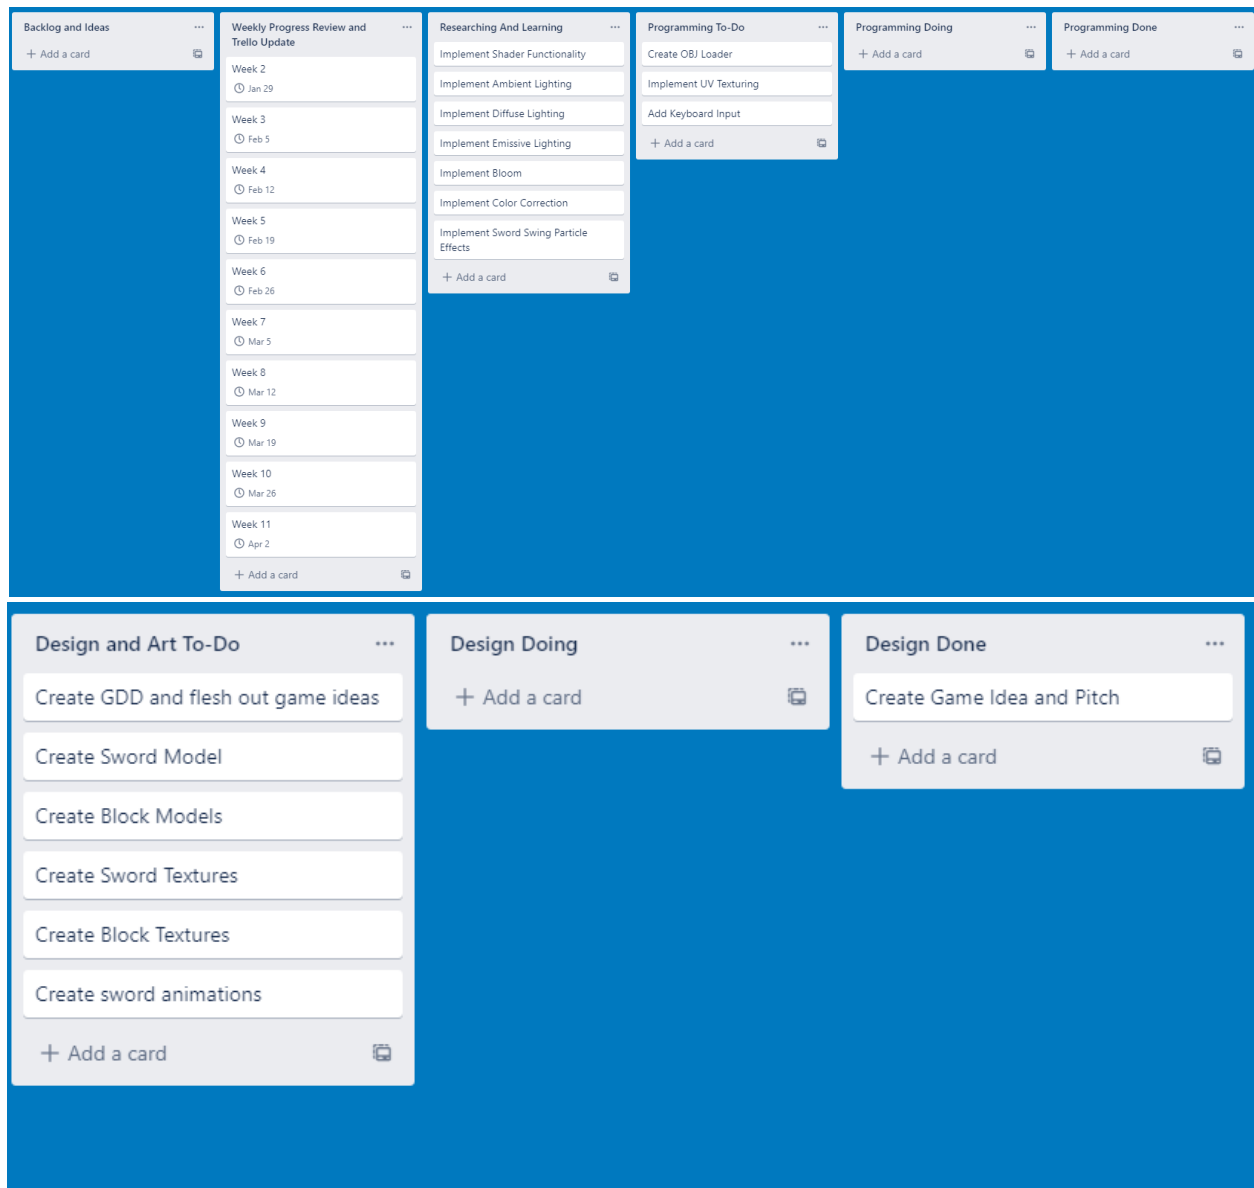 Backlog and Ideas
+ Add a card
Weekly Progress Review and
Trello Update
Week 2
Jan 29
Week 3
Feb 5
Week 4
Feb 12
Week 5
Feb 19
Week 6
Feb 26
Week 7
Mar 5
Week 8
Mar 12
Week 9
Mar 19
Week 10
Mar 26
Week 11
Apr 2
+ Add a card
Researching And Learning
Implement Shader Functionality
Implement Ambient Lighting
Implement Diffuse Lighting
Implement Emissive Lighting
Implement Bloom
Implement Color Correction
Implement Sword Swing Particle
Effects
+ Add a card
Programming To-Do
Create OBJ Loader
Implement UV Texturing
Add Keyboard Input
+ Add a card
Programming Doing
+ Add a card
Programming Done
+ Add a card
Design and Art To-Do
Create GDD and flesh out game ideas
Create Sword Model
Create Block Models
Create Sword Textures
Create Block Textures
Create sword animations
+ Add a card
Design Doing
+ Add a card
Design Done
Create Game Idea and Pitch
+ Add a card